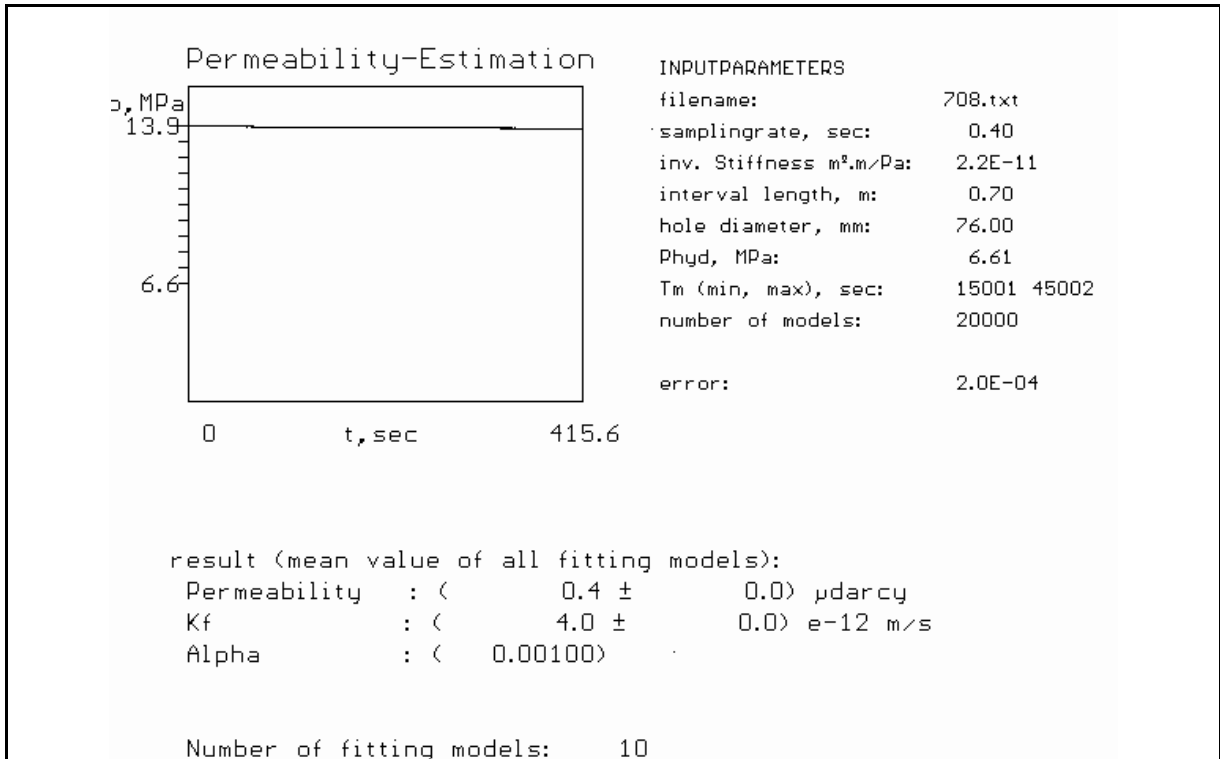 Permeability-Estimation
p,MPa
13.9
6.6
0 t,sec 415.6
INPUTPARAMETERS
filename: 708.txt
samplingrate, sec: 0.40
inv. Stiffness m².m/Pa: 2.2E-11
interval length, m: 0.70
hole diameter, mm: 76.00
Phyd, MPa: 6.61
Tm (min, max), sec: 15001 45002
number of models: 20000
error: 2.0E-04
result (mean value of all fitting models):
Permeability : ( 0.4 ± 0.0) µdarcy
Kf : ( 4.0 ± 0.0) e-12 m/s
Alpha : ( 0.00100)
Number of fitting models: 10